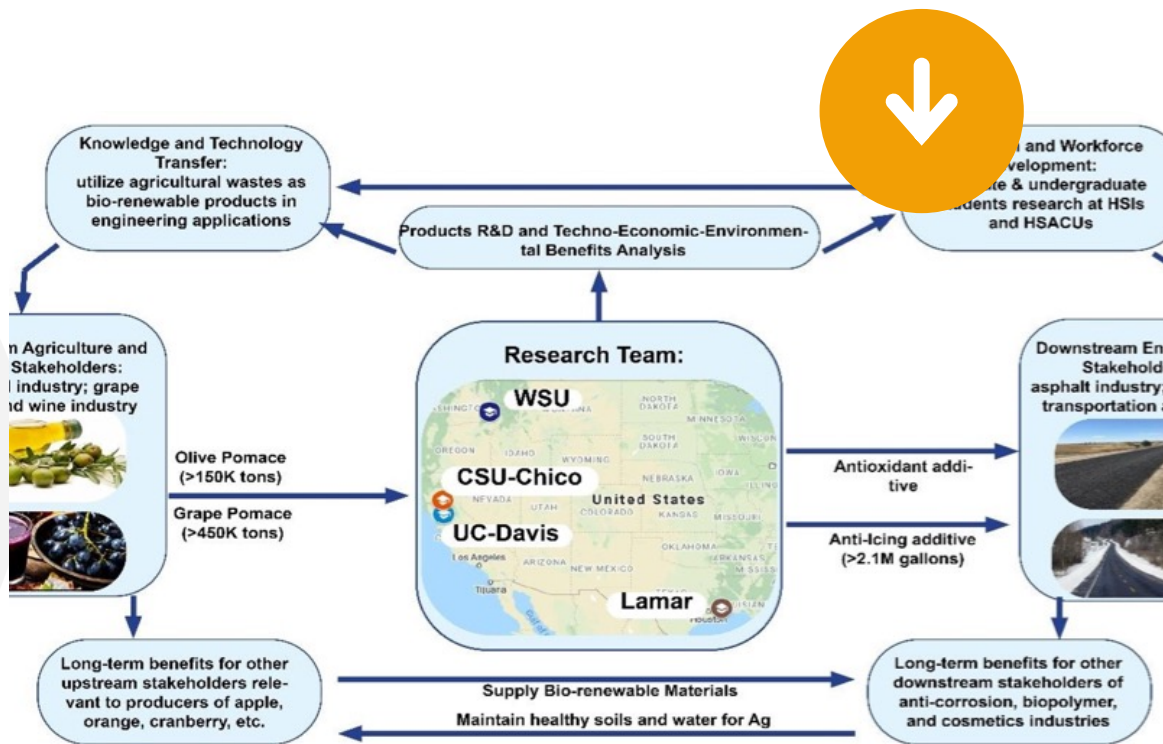 Knowledge and Technology
Transfer:
utilize agricultural wastes as
bio-renewable products in
engineering applications
and Workforce
& undergraduate
research at HSIs
and HSACUs
Products R&D and Techno-Economic-Environmen-
tal Benefits Analysis
Agriculture and
Stakeholders:
industry; grape
wine industry
Olive Pomace
(>150K tons)
Grape Pomace
(>450K tons)
Research Team:
WSU
CSU-Chico
UC-Davis
Lamar
MONTANA
NORTH
DAKOTA
MINNESOTA
SOUTH
DAKOTA
OREGON
IDAHO
WYOMING
IOWA
NEBRASKA
NEVADA
UTAH
COLORADO
United States
KANSAS
MISSOURI
Los Angeles
ARIZONA
NEW MEXICO
OKLAHOMA
ARKANSAS
Tijuana
Houston
Antioxidant addi-
tive
Anti-Icing additive
(>2.1M gallons)
Downstream
asphalt industry;
transportation
Long-term benefits for other
upstream stakeholders rele-
vant to producers of apple,
orange, cranberry, etc.
Supply Bio-renewable Materials
Maintain healthy soils and water for Ag
Long-term benefits for other
downstream stakeholders of
anti-corrosion, biopolymer,
and cosmetics industries